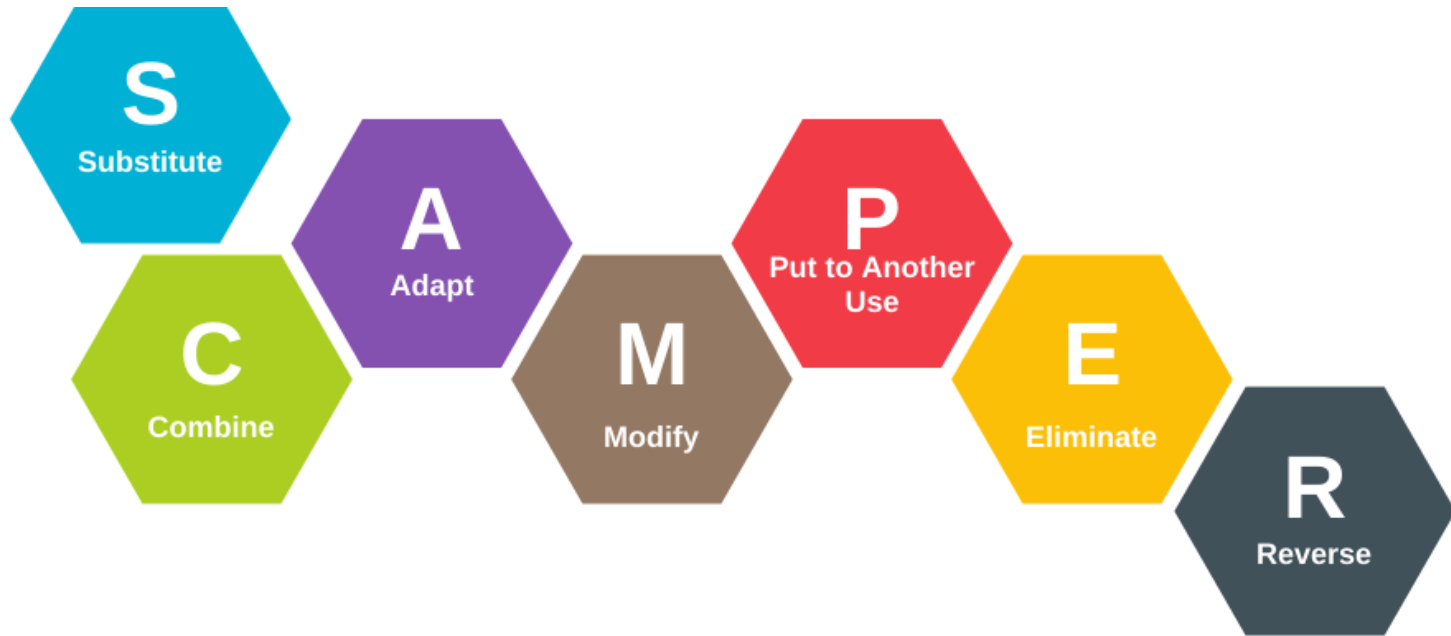 S
Substitute
C
Combine
A
Adapt
M
Modify
P
Put to Another
Use
E
Eliminate
R
Reverse